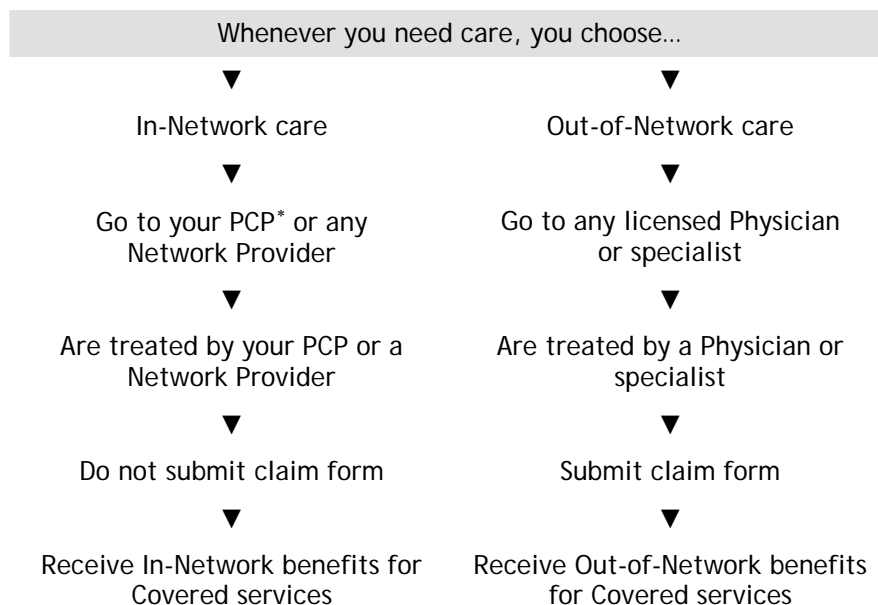 Whenever you need care, you choose...
▼ ▼
In-Network care Out-of-Network care
▼ ▼
Go to your PCP* or any Go to any licensed Physician
Network Provider or specialist
▼ ▼
Are treated by your PCP or a Are treated by a Physician or
Network Provider specialist
▼ ▼
Do not submit claim form Submit claim form
▼ ▼
Receive In-Network benefits for Receive Out-of-Network benefits
Covered services for Covered services